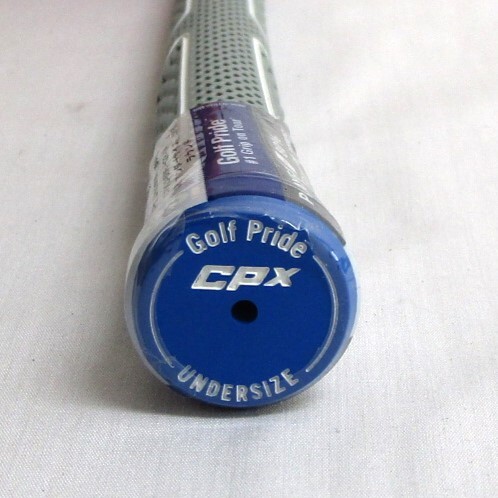 Golf Pride
#1 Grip on Tour
Golf Pride
CPX
UNDERSIZE